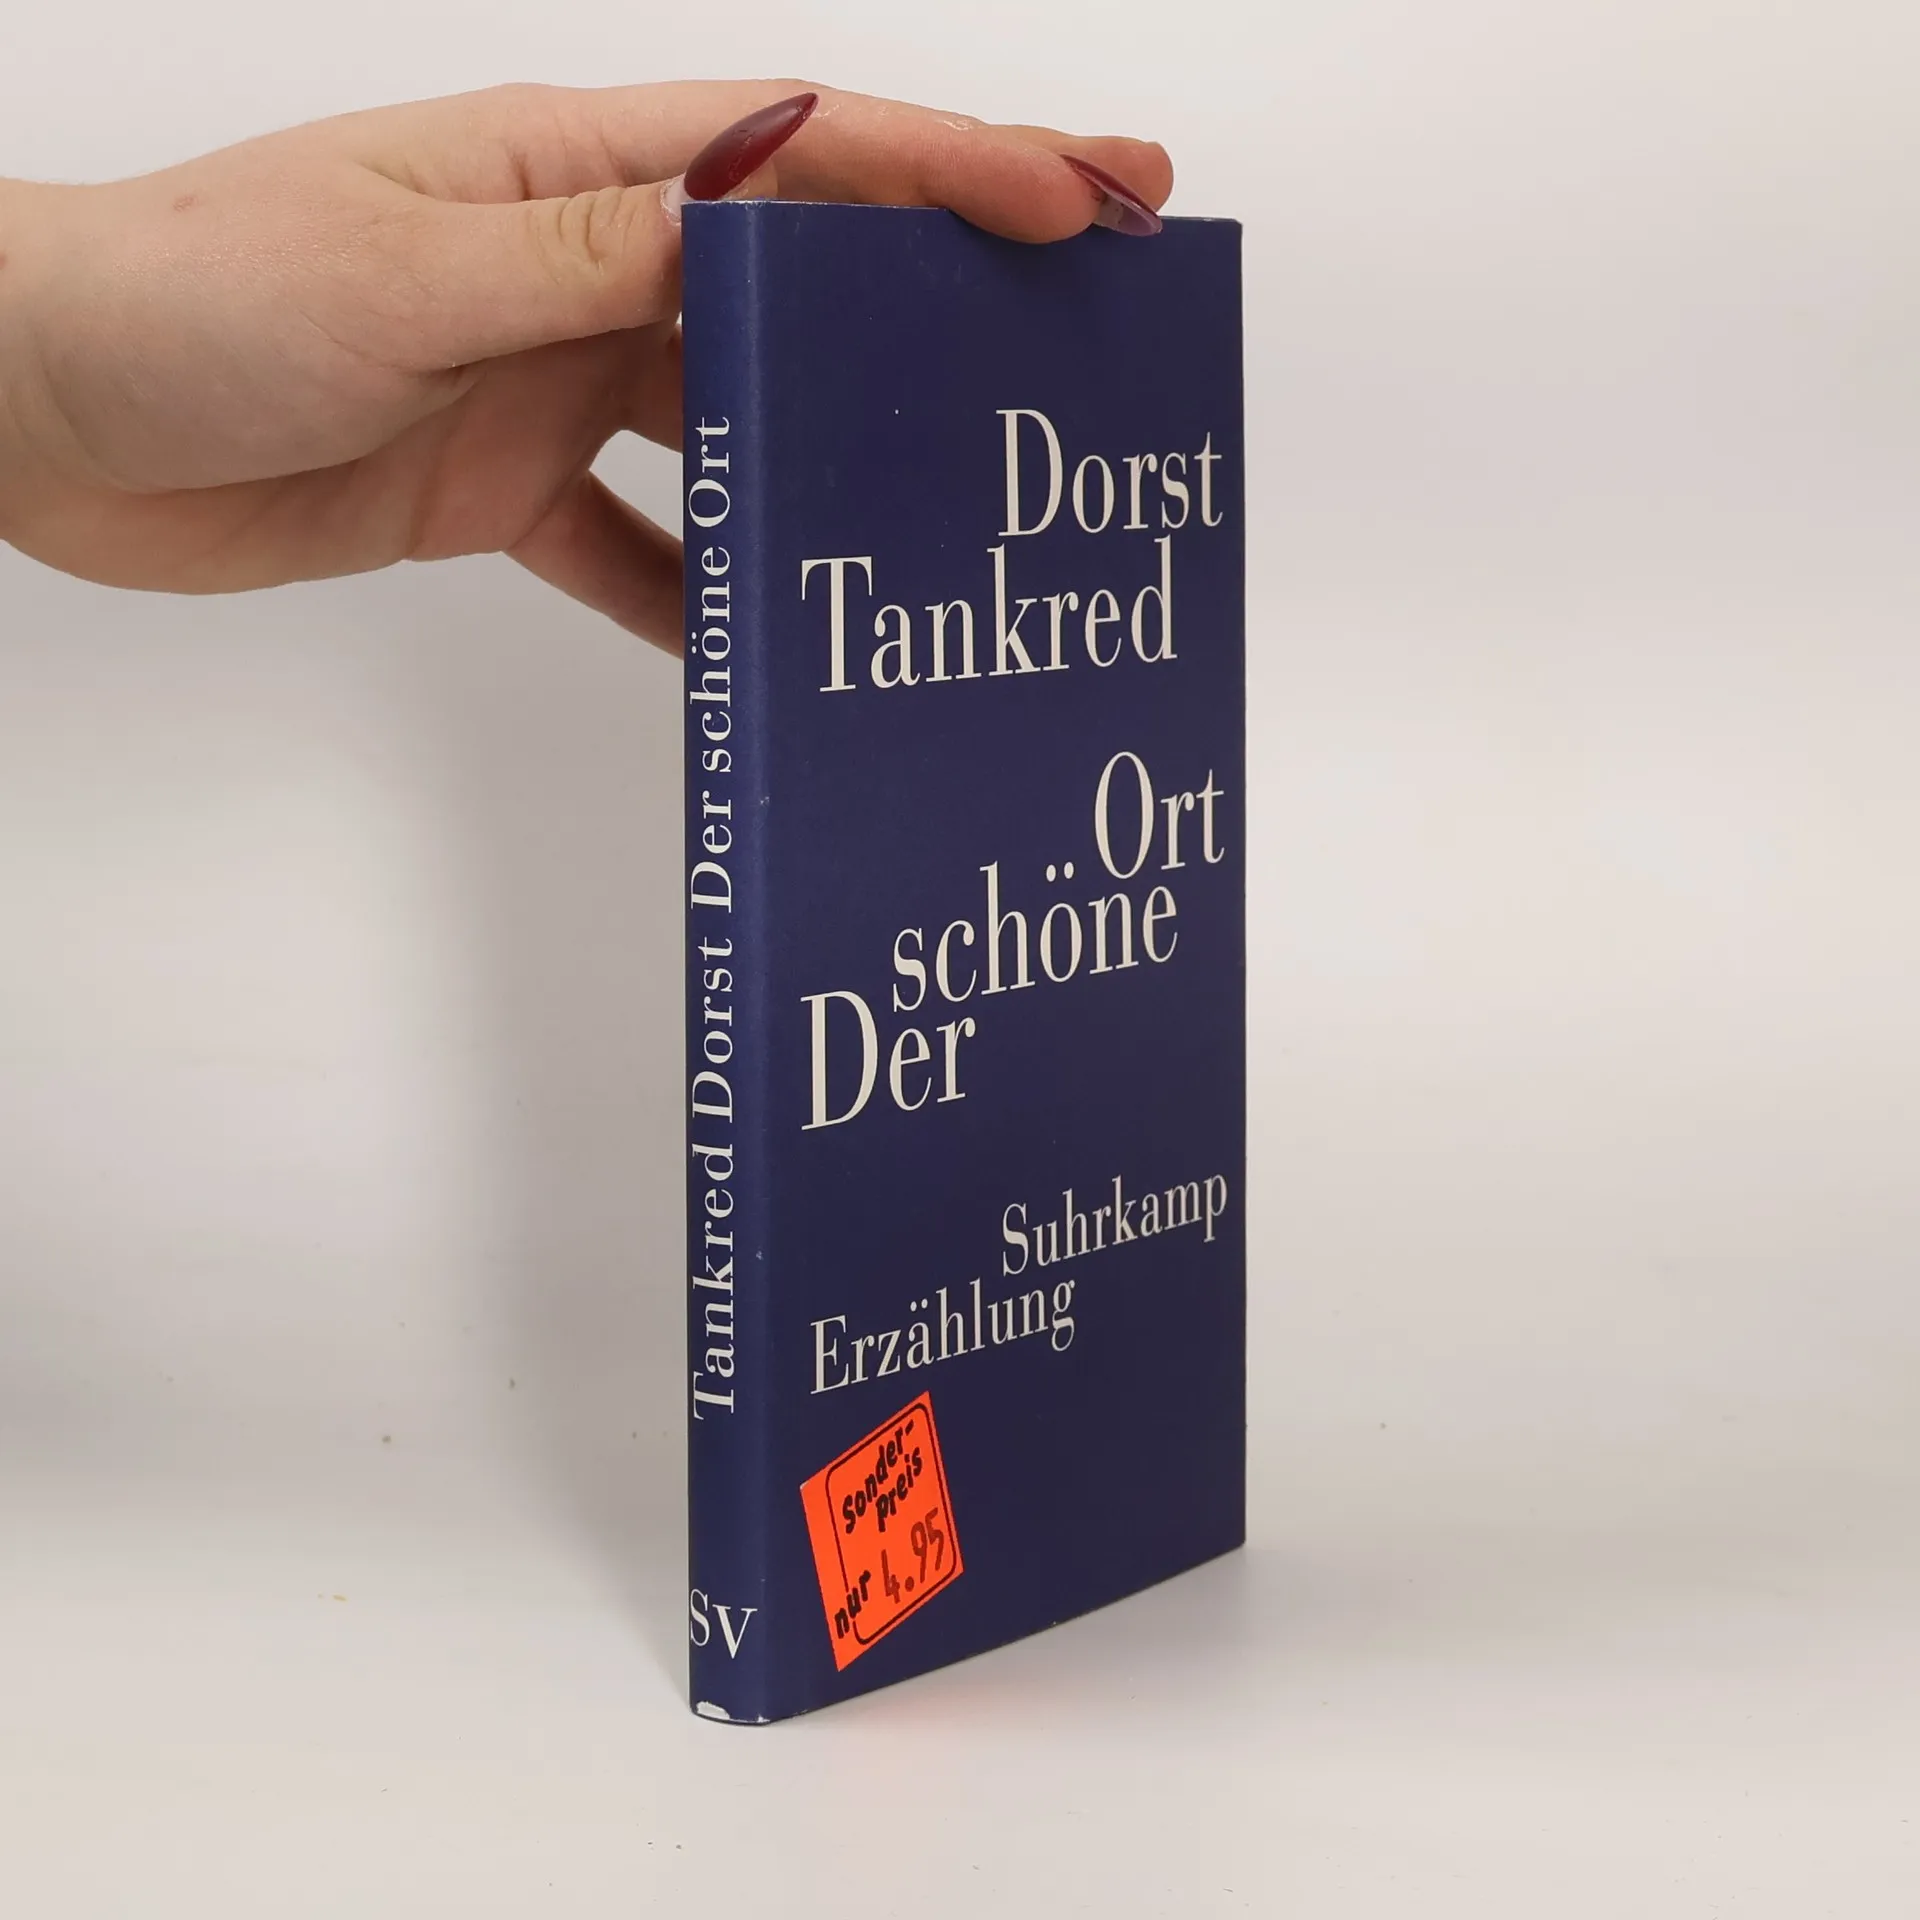 Tankred Dorst Der schöne Ort
SV
Dorst
Tankred
Ort
schöne
Der
Suhrkamp
Erzählung
Sonder-
preis
nur 4.95